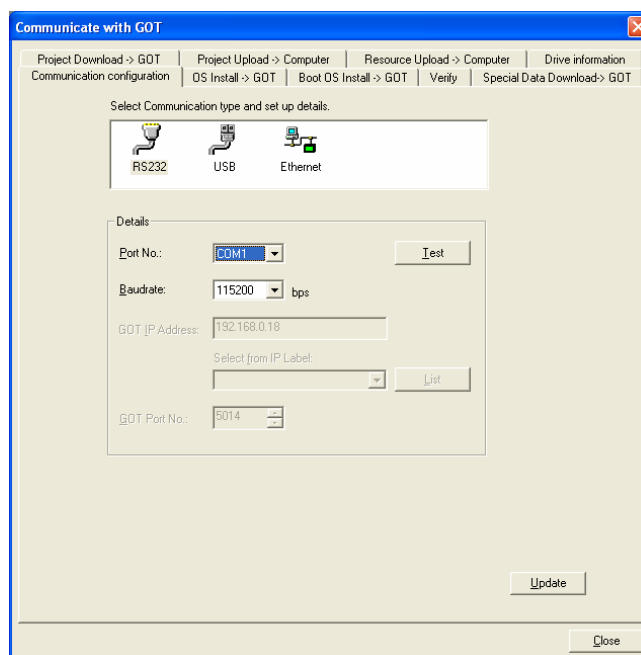 Communicate with GOT
Project Download -> GOT Project Upload -> Computer Resource Upload -> Computer Drive information
Communication configuration OS Install -> GOT Boot OS Install -> GOT Verify Special Data Download-> GOT
Select Communication type and set up details.
RS232 USB Ethernet
Details
Port No.: COM1 Test
Baudrate: 115200 bps
GOT IP Address: 192.168.0.18
Select from IP Label:
List
GOT Port No.: 5014
Update
Close